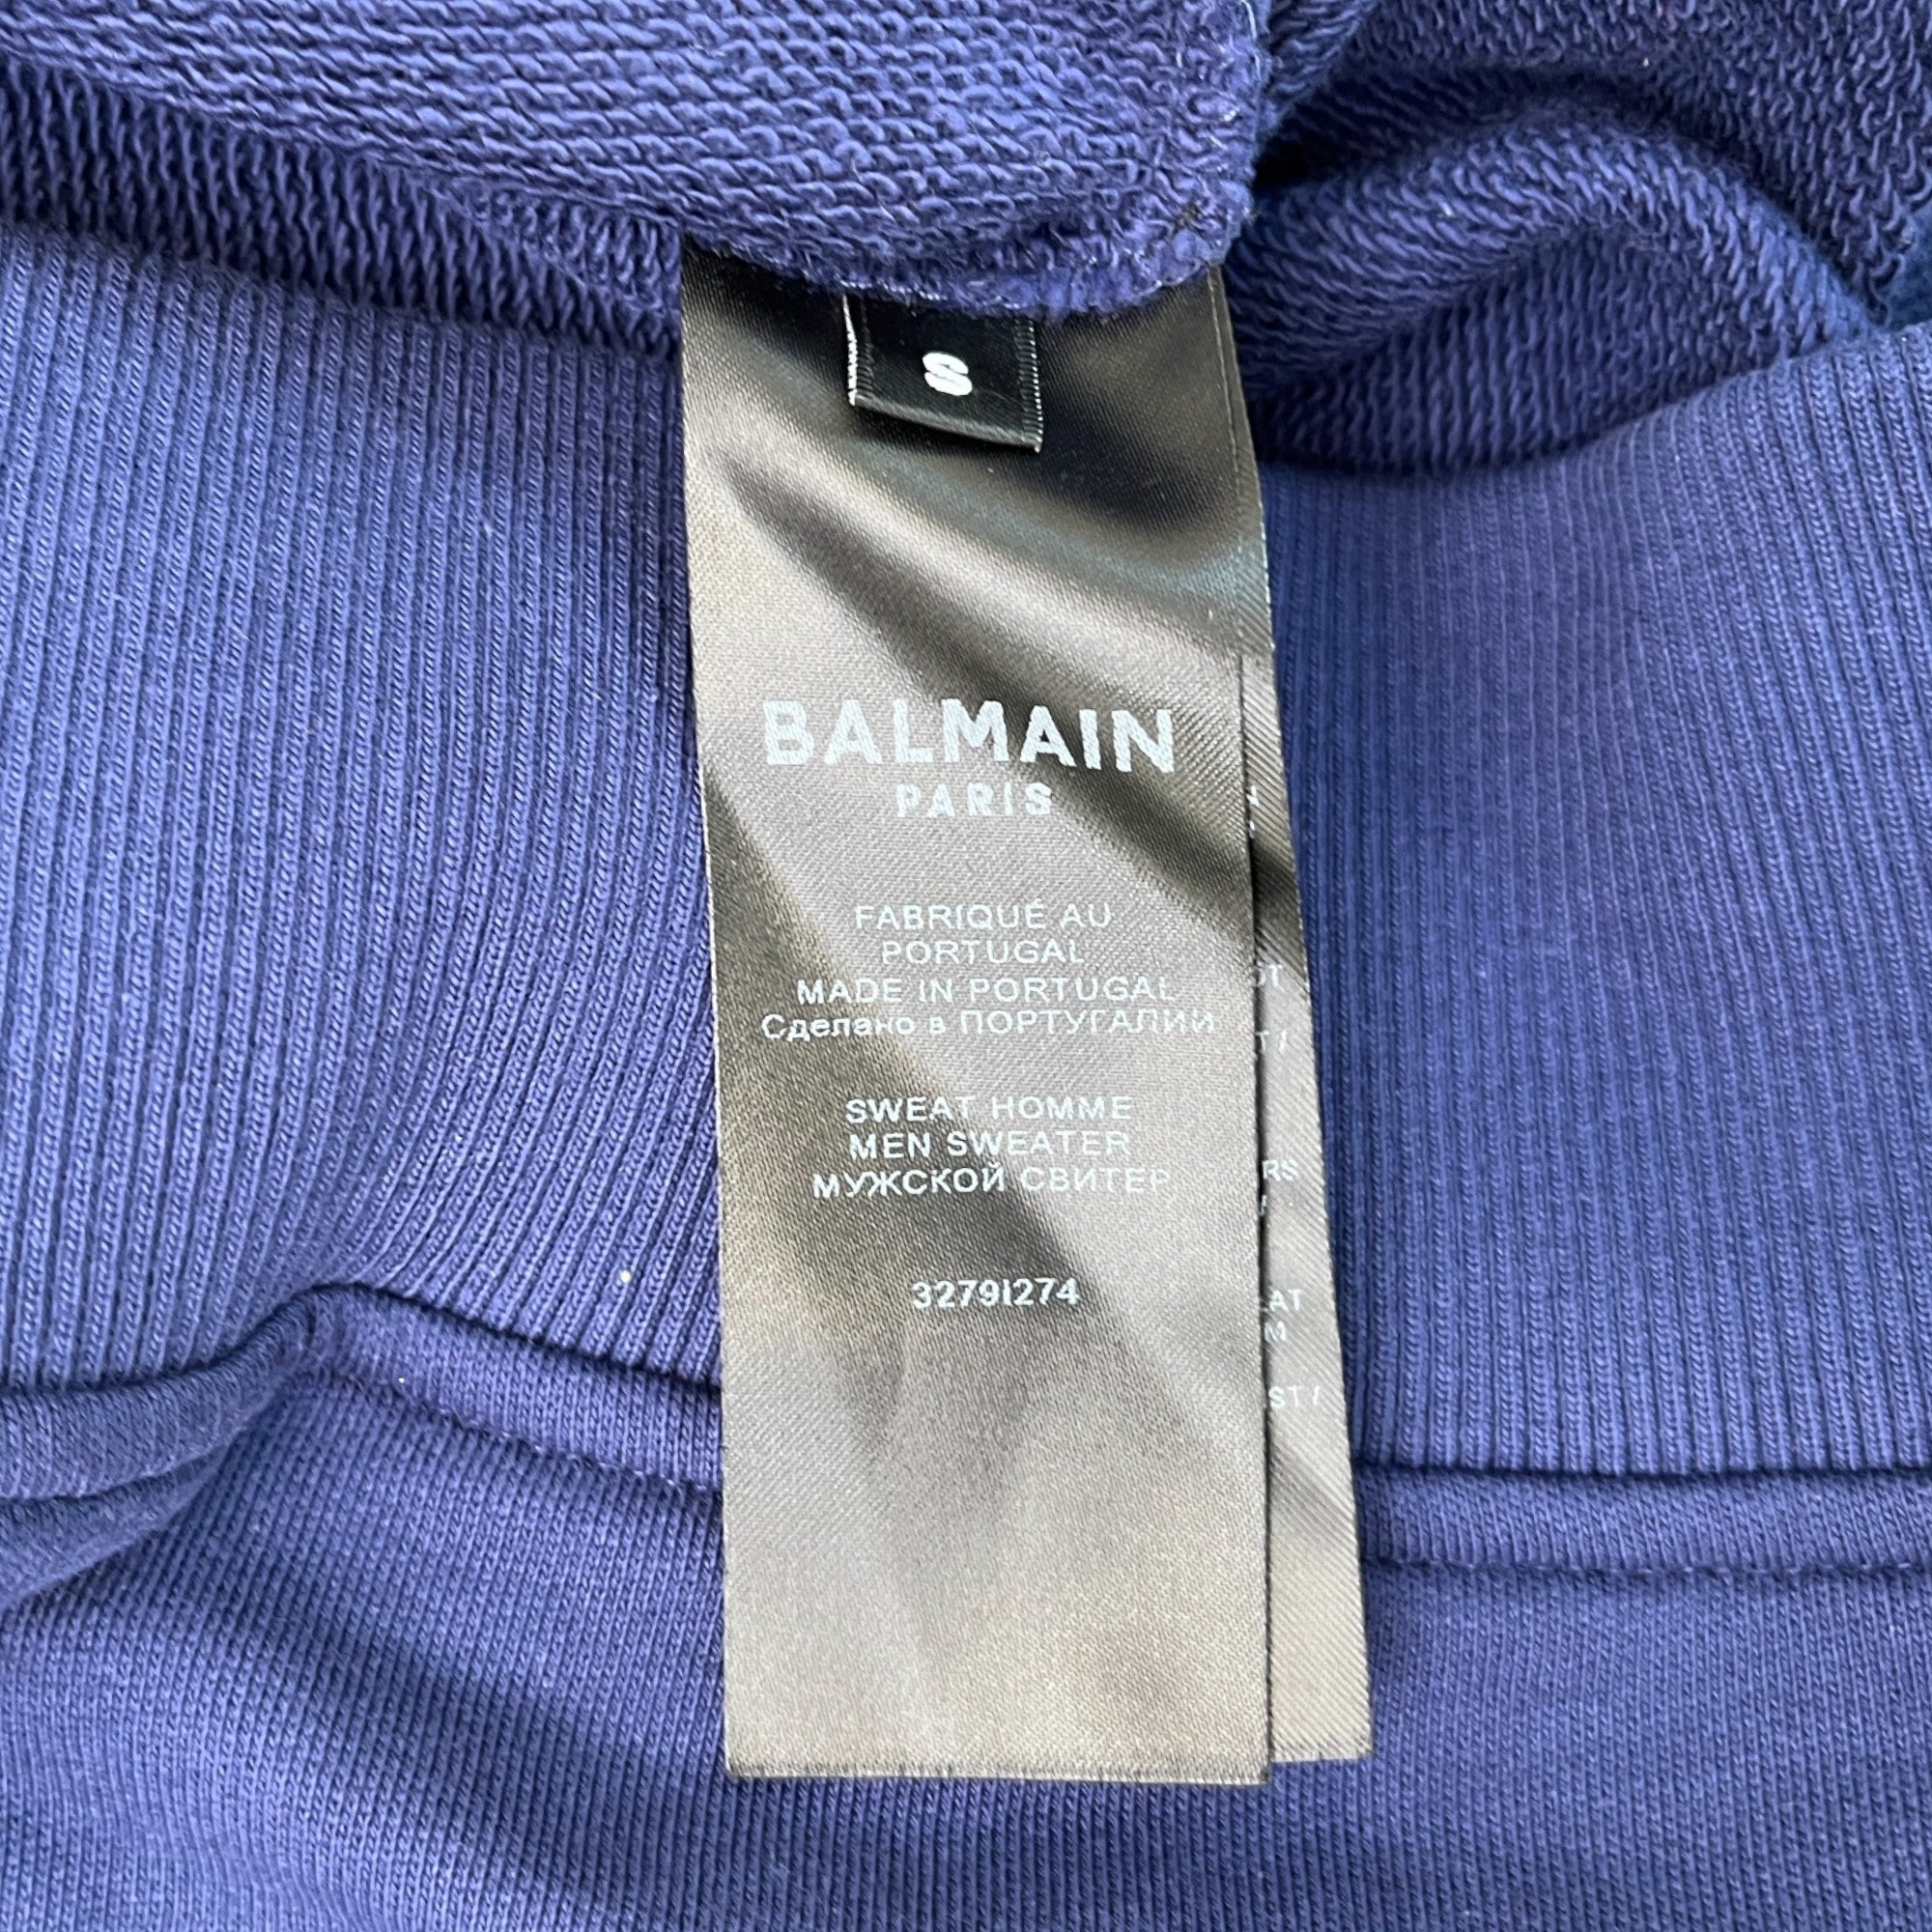 S
BALMAIN
PARIS
FABRIQUÉ AU
PORTUGAL
MADE IN PORTUGAL
Сделано в ПОРТУГАЛИИ
SWEAT HOMME
MEN SWEATER
МУЖСКОЙ СВИТЕР
3279I274